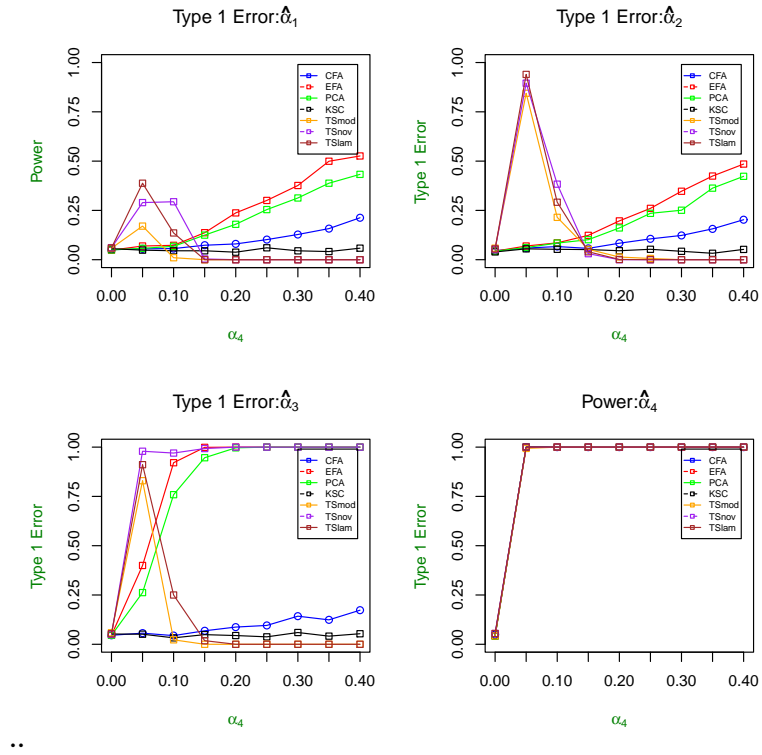 Type 1 Error:α̂₁
Power
1.00
0.75
0.50
0.25
0.00
CFA
EFA
PCA
KSC
TSmod
TSnov
TSlam
0.00 0.10 0.20 0.30 0.40
α₄
Type 1 Error:α̂₂
Type 1 Error
1.00
0.75
0.50
0.25
0.00
CFA
EFA
PCA
KSC
TSmod
TSnov
TSlam
0.00 0.10 0.20 0.30 0.40
α₄
Type 1 Error:α̂₃
Type 1 Error
1.00
0.75
0.50
0.25
0.00
CFA
EFA
PCA
KSC
TSmod
TSnov
TSlam
0.00 0.10 0.20 0.30 0.40
α₄
Power:α̂₄
Type 1 Error
1.00
0.75
0.50
0.25
0.00
CFA
EFA
PCA
KSC
TSmod
TSnov
TSlam
0.00 0.10 0.20 0.30 0.40
α₄
..